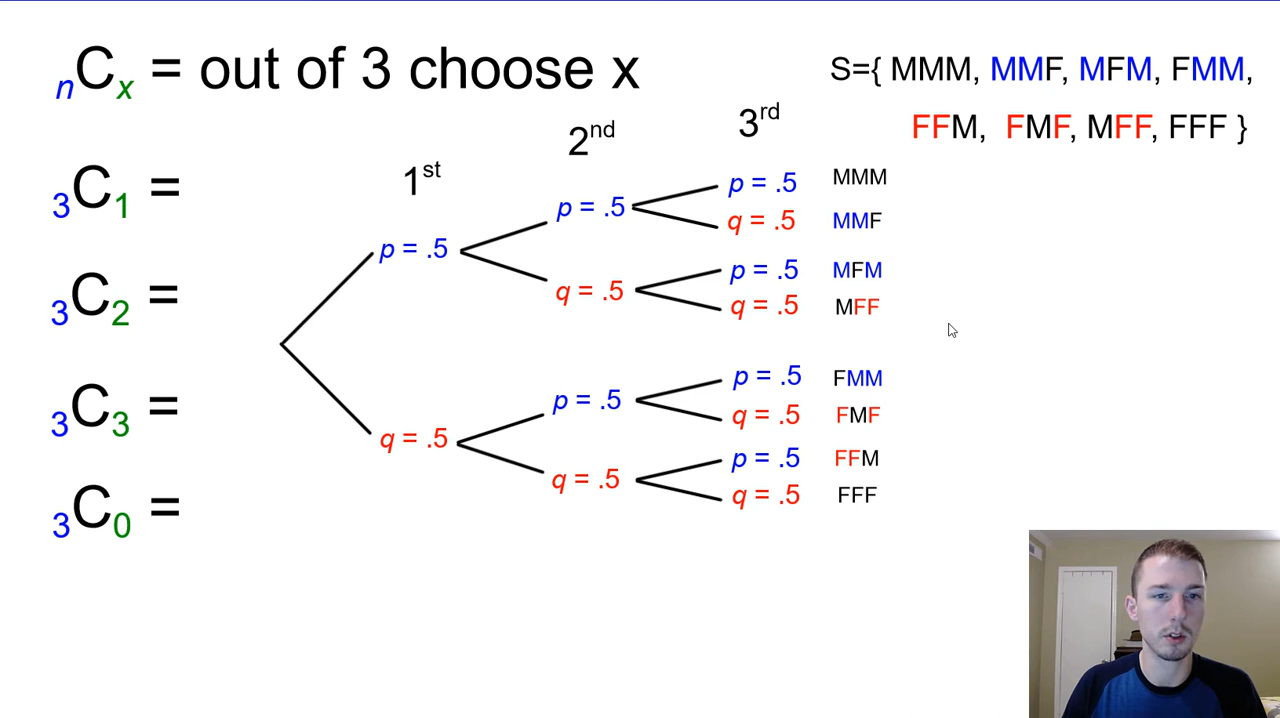 nCx = out of 3 choose x
S={ MMM, MMF, MFM, FMM,
FFM, FMF, MFF, FFF }
1st
2nd
3rd
3C1 =
3C2 =
3C3 =
3C0 =
p = .5
q = .5
p = .5
q = .5
p = .5
q = .5
p = .5 MMM
q = .5 MMF
p = .5 MFM
q = .5 MFF
p = .5 FMM
q = .5 FMF
p = .5 FFM
q = .5 FFF